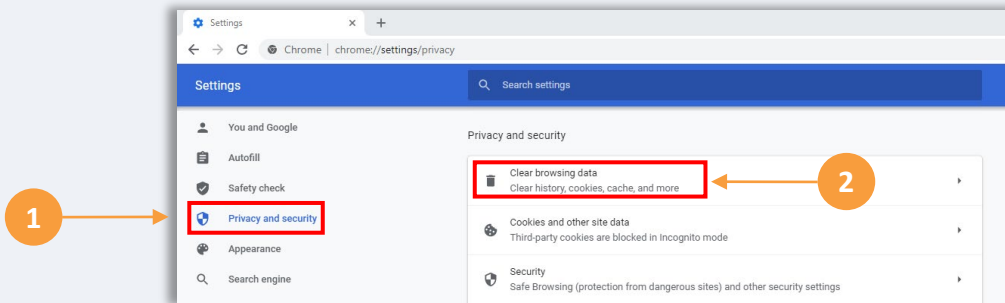 Settings
Chrome | chrome://settings/privacy
Settings
Search settings
You and Google
Autofill
Safety check
Privacy and security
Appearance
Search engine
Privacy and security
Clear browsing data
Clear history, cookies, cache, and more
Cookies and other site data
Third-party cookies are blocked in Incognito mode
Security
Safe Browsing (protection from dangerous sites) and other security settings
1
2